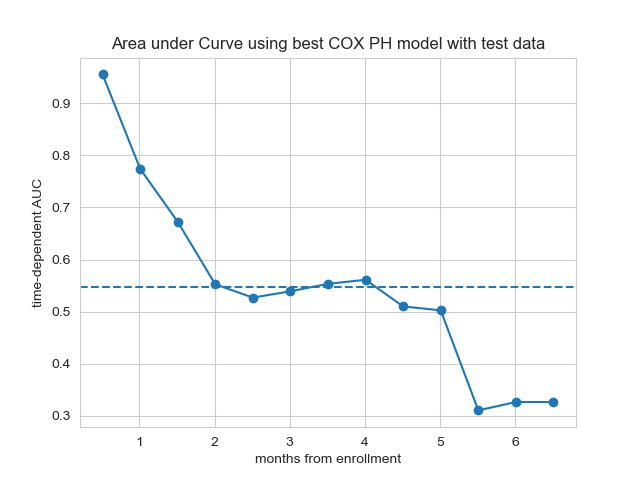 Area under Curve using best COX PH model with test data
time-dependent AUC
0.9
0.8
0.7
0.6
0.5
0.4
0.3
1 2 3 4 5 6
months from enrollment